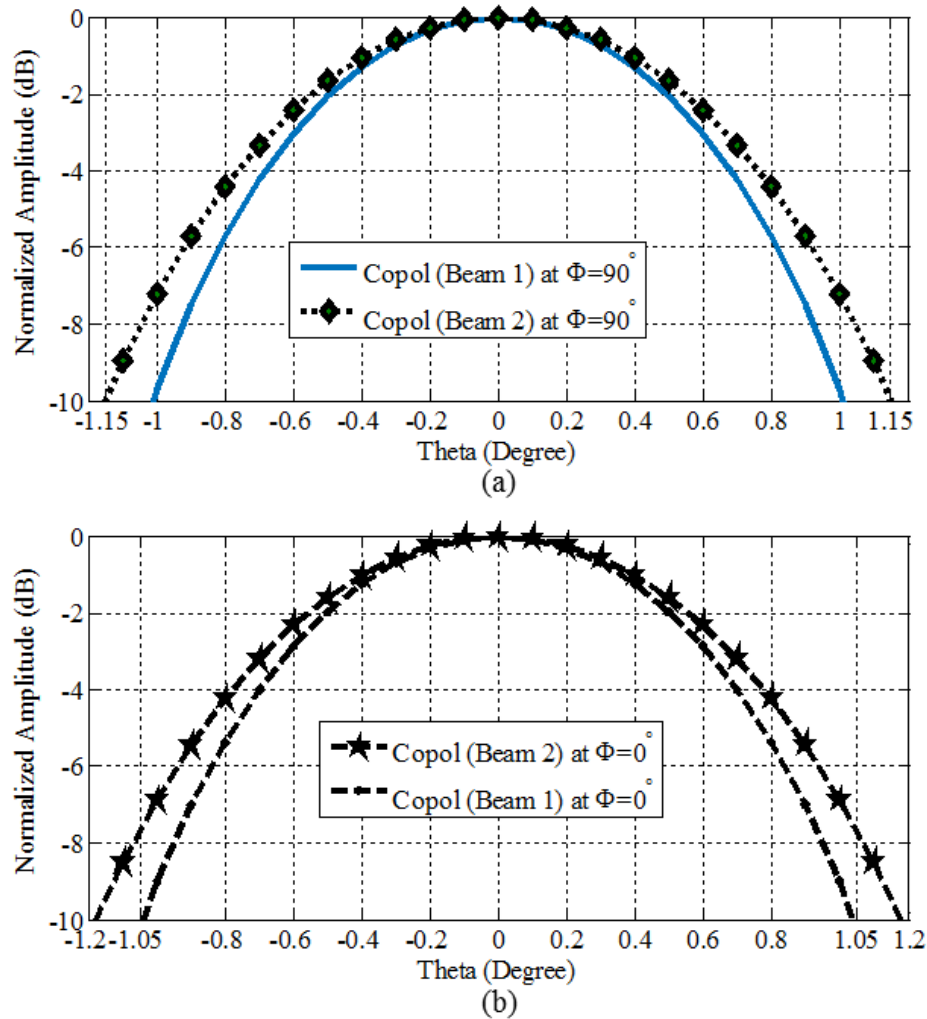 Normalized Amplitude (dB)
0
-2
-4
-6
-8
-10
Copol (Beam 1) at Φ=90°
Copol (Beam 2) at Φ=90°
-1.15 -1 -0.8 -0.6 -0.4 -0.2 0 0.2 0.4 0.6 0.8 1 1.15
Theta (Degree)
(a)
Normalized Amplitude (dB)
0
-2
-4
-6
-8
-10
Copol (Beam 2) at Φ=0°
Copol (Beam 1) at Φ=0°
-1.2 -1.05 -0.8 -0.6 -0.4 -0.2 0 0.2 0.4 0.6 0.8 1.05 1.2
Theta (Degree)
(b)